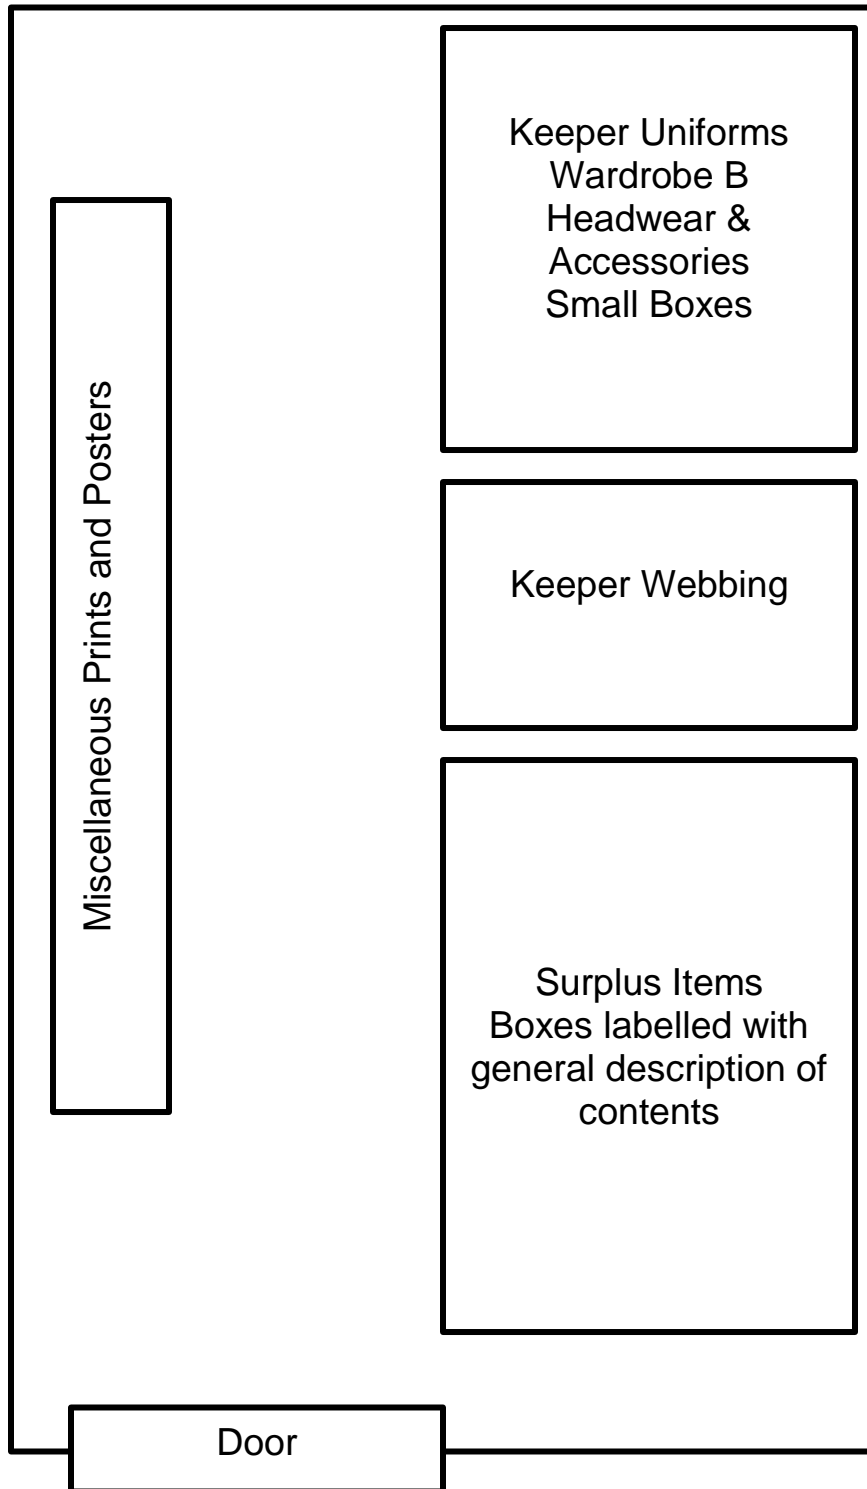 Keeper Uniforms
Wardrobe B
Headwear &
Accessories
Small Boxes
Miscellaneous Prints and Posters
Keeper Webbing
Surplus Items
Boxes labelled with
general description of
contents
Door